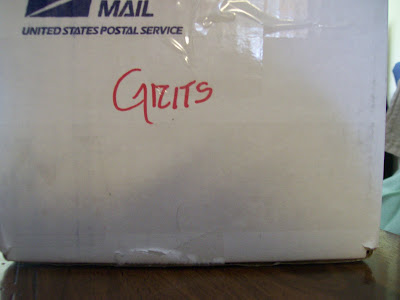 MAIL
UNITED STATES POSTAL SERVICE
GRITS